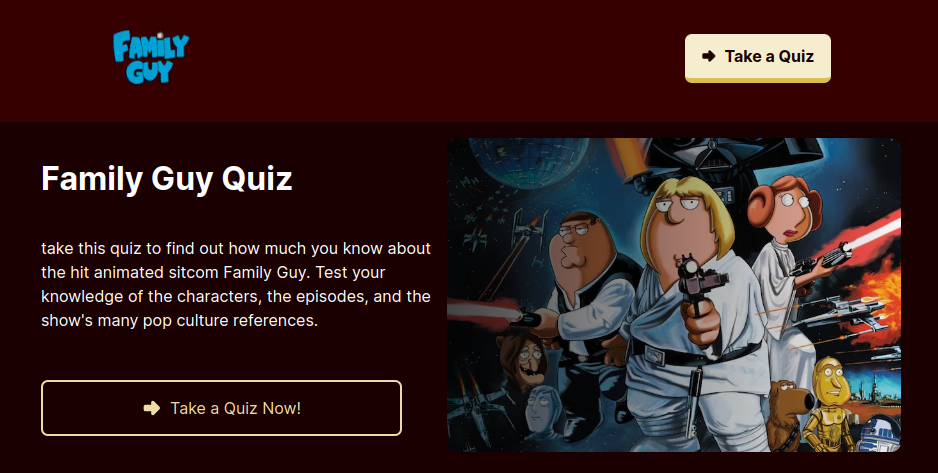 FAMiLY
GUY
Take a Quiz
Family Guy Quiz
take this quiz to find out how much you know about
the hit animated sitcom Family Guy. Test your
knowledge of the characters, the episodes, and the
show's many pop culture references.
Take a Quiz Now!